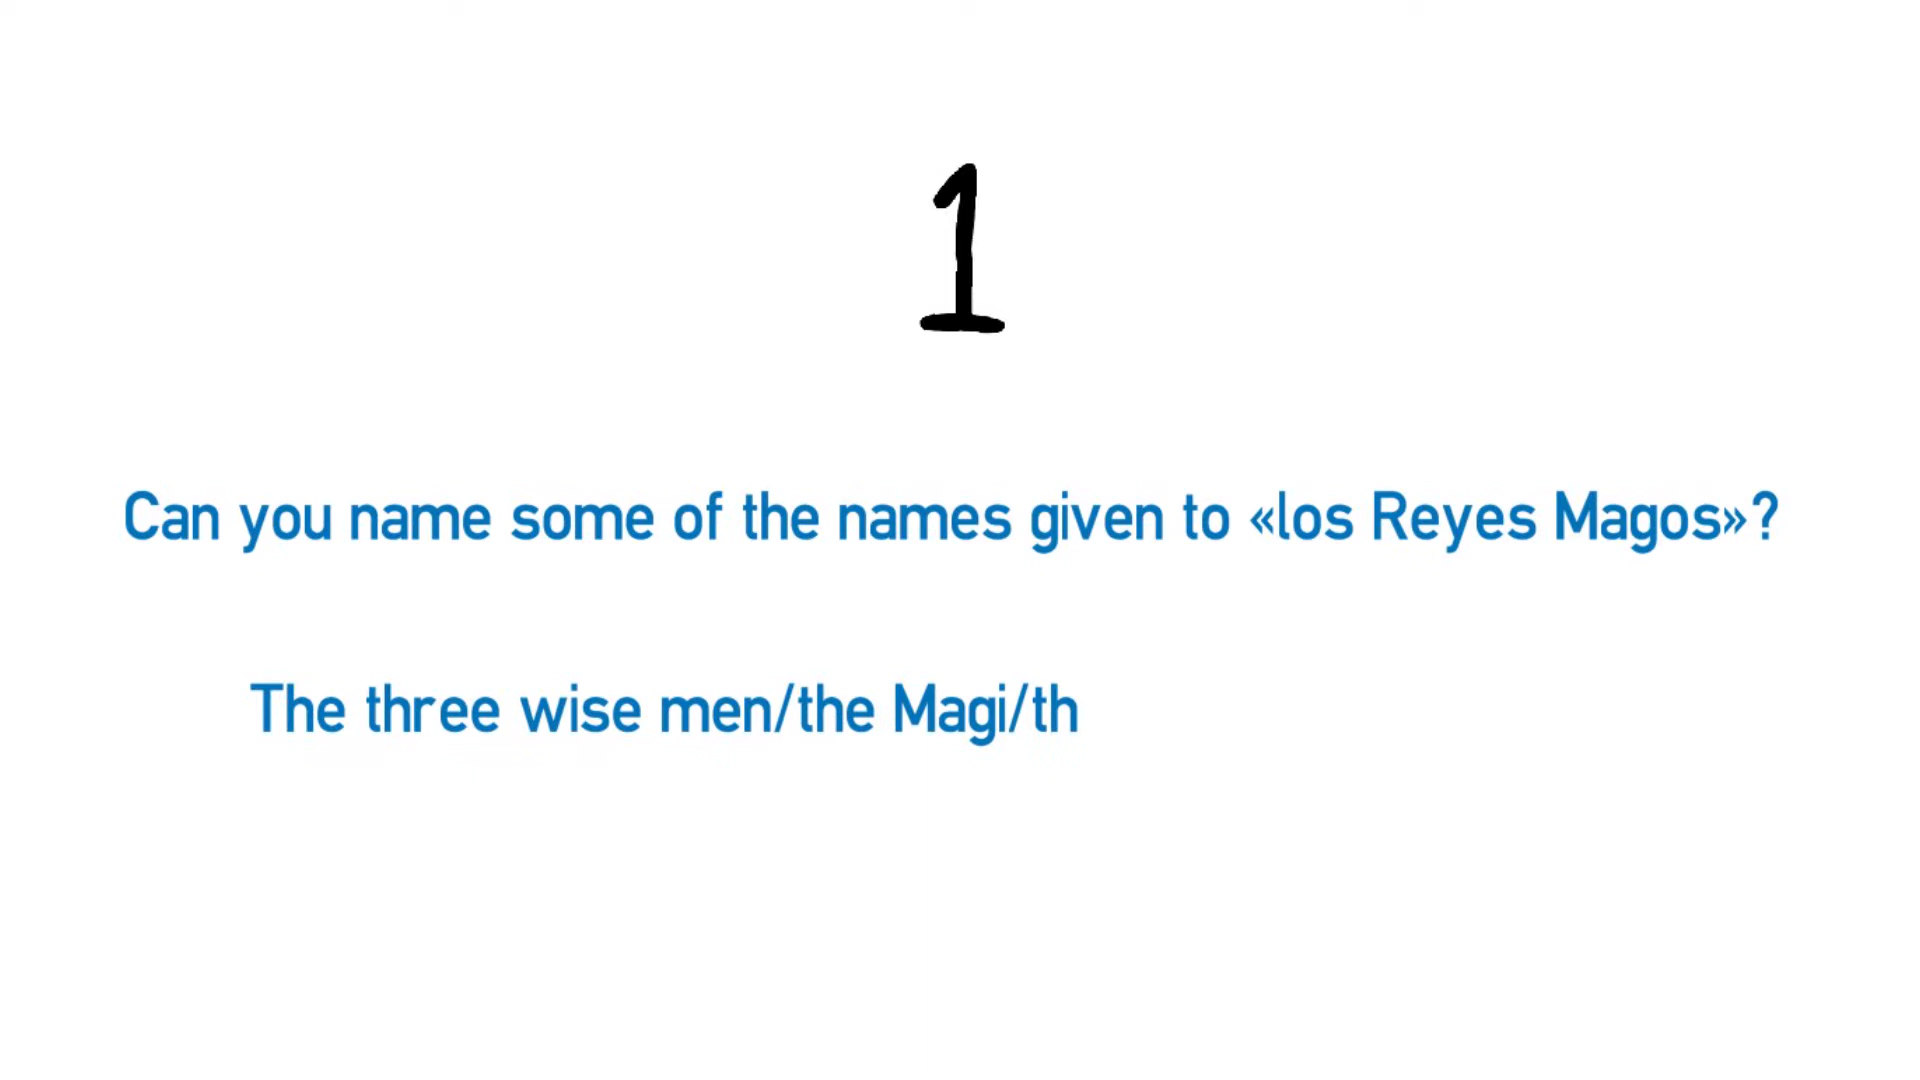 1
Can you name some of the names given to «los Reyes Magos»?
The three wise men/the Magi/th